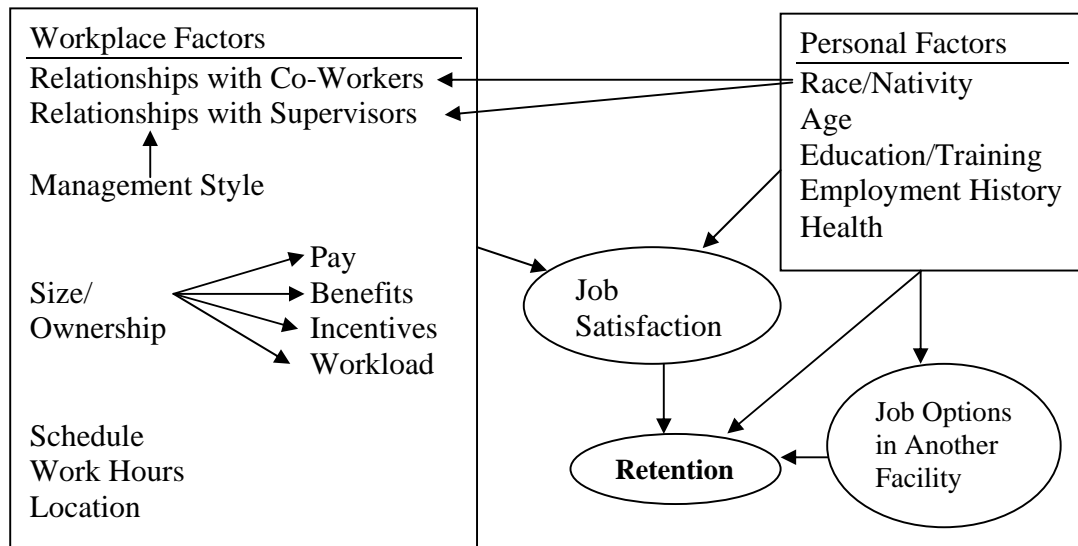 Workplace Factors
Relationships with Co-Workers
Relationships with Supervisors
Management Style
Size/
Ownership
Pay
Benefits
Incentives
Workload
Schedule
Work Hours
Location
Personal Factors
Race/Nativity
Age
Education/Training
Employment History
Health
Job
Satisfaction
Retention
Job Options
in Another
Facility